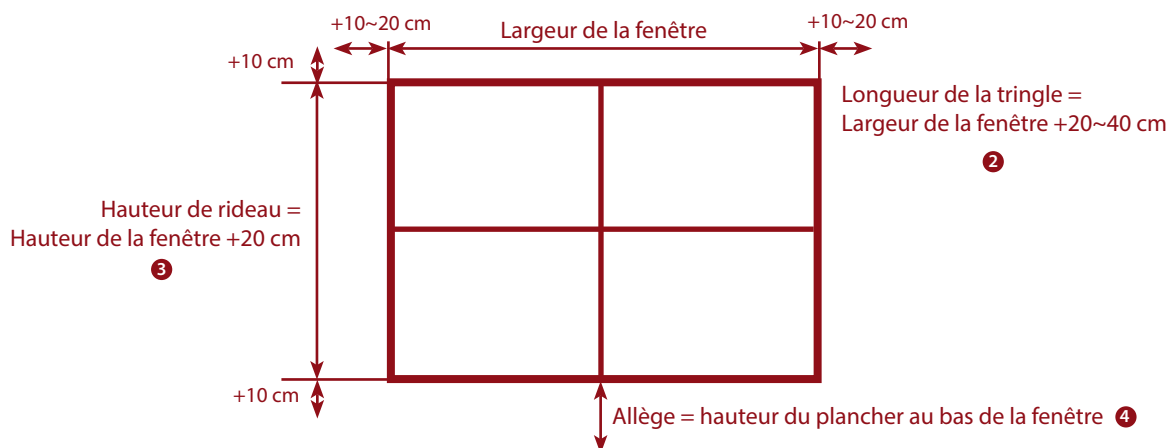 +10~20 cm
Largeur de la fenêtre
+10~20 cm
+10 cm
Longueur de la tringle =
Largeur de la fenêtre +20~40 cm
2
Hauteur de rideau =
Hauteur de la fenêtre +20 cm
3
+10 cm
Allège = hauteur du plancher au bas de la fenêtre 4